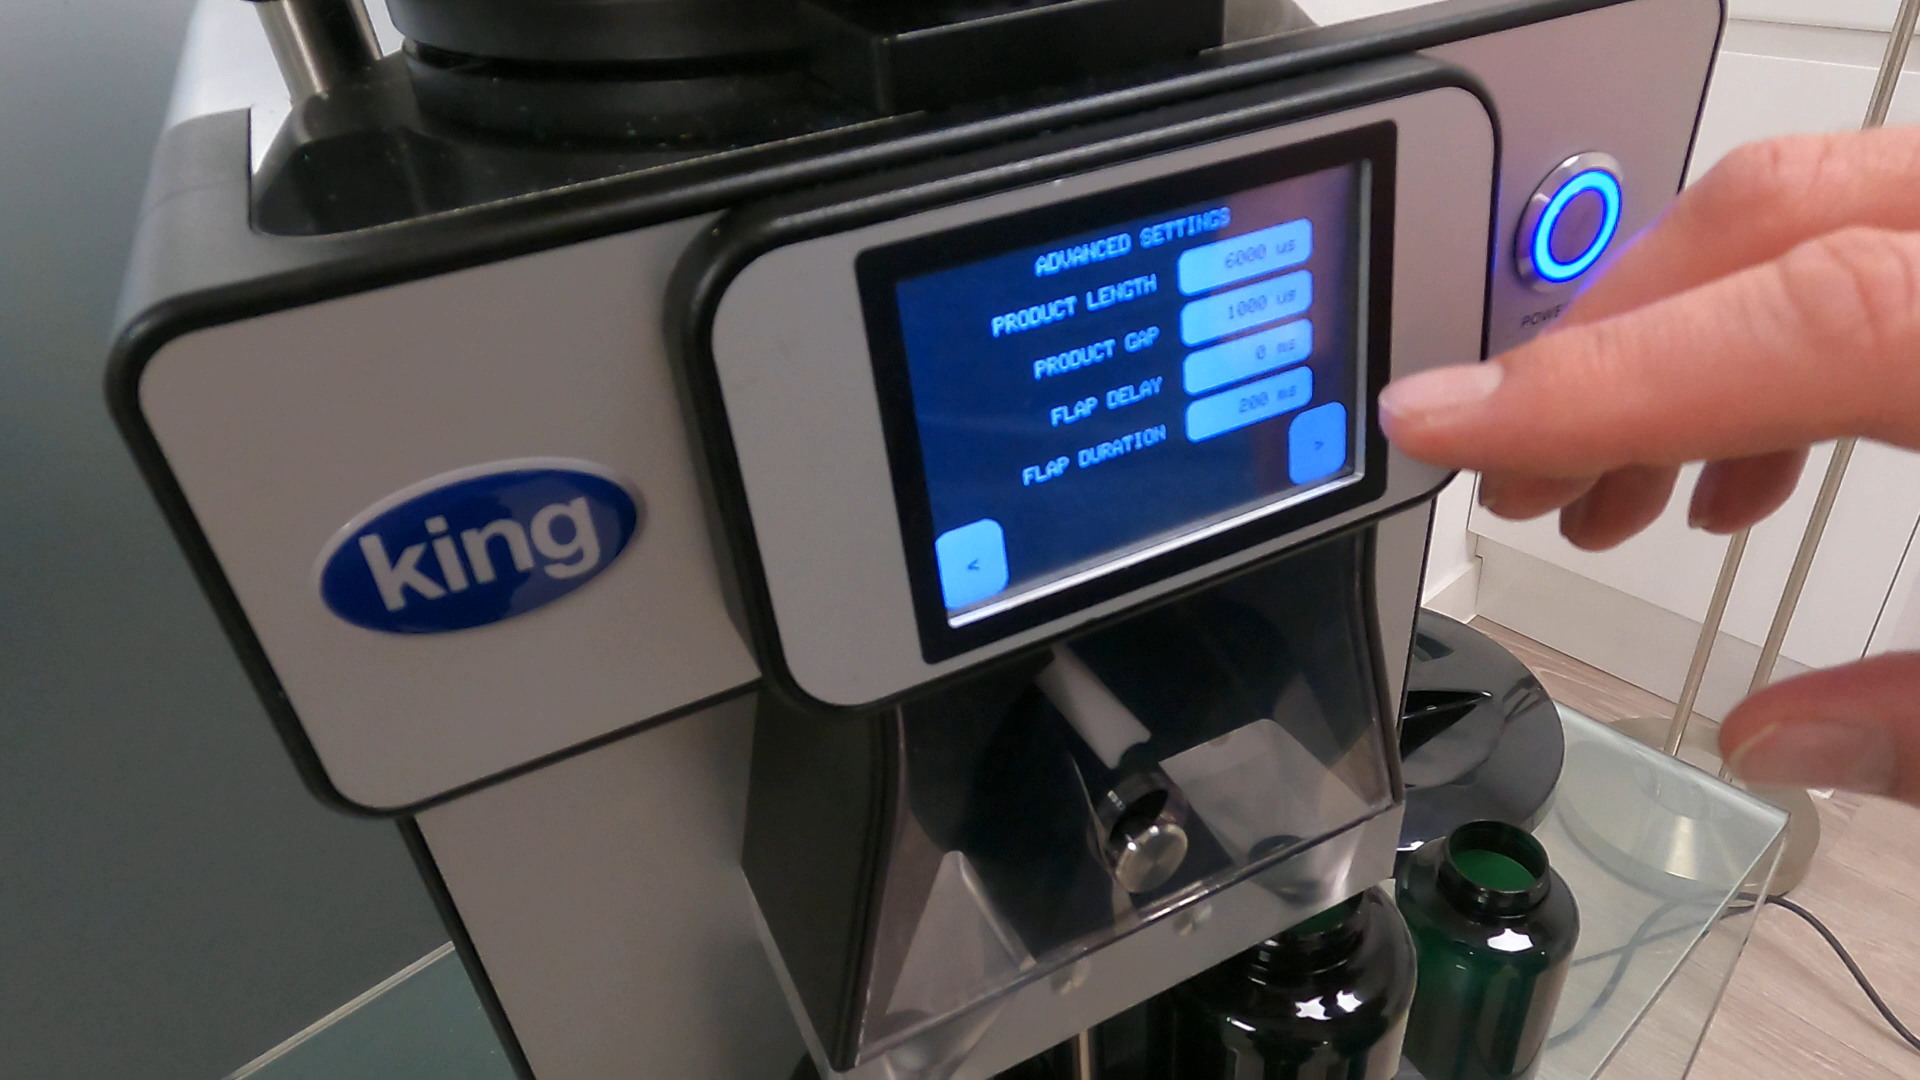 ADVANCED SETTINGS
PRODUCT LENGTH 6000 us
PRODUCT GAP 1000 us
FLAP DELAY 0 ms
FLAP DURATION 200 ms
< >
king